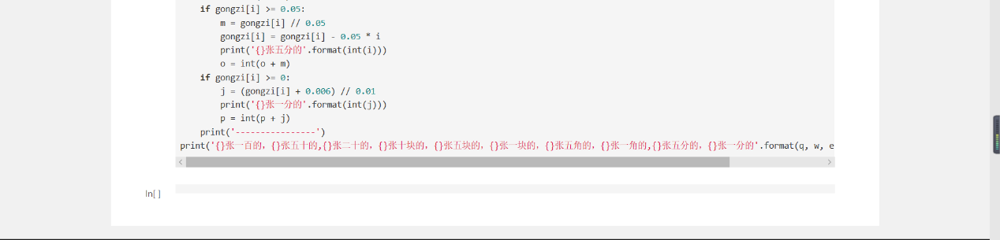 if gongzi[i] >= 0.05:
m = gongzi[i] // 0.05
gongzi[i] = gongzi[i] - 0.05 * i
print('{}张五分的'.format(int(i)))
o = int(o + m)
if gongzi[i] >= 0:
j = (gongzi[i] + 0.006) // 0.01
print('{}张一分的'.format(int(j)))
p = int(p + j)
print('----------------')
print('{}张一百的, {}张五十的,{}张二十的, {}张十块的, {}张五块的, {}张一块的, {}张五角的, {}张一角的,{}张五分的, {}张一分的'.format(q, w, e
In[ ]